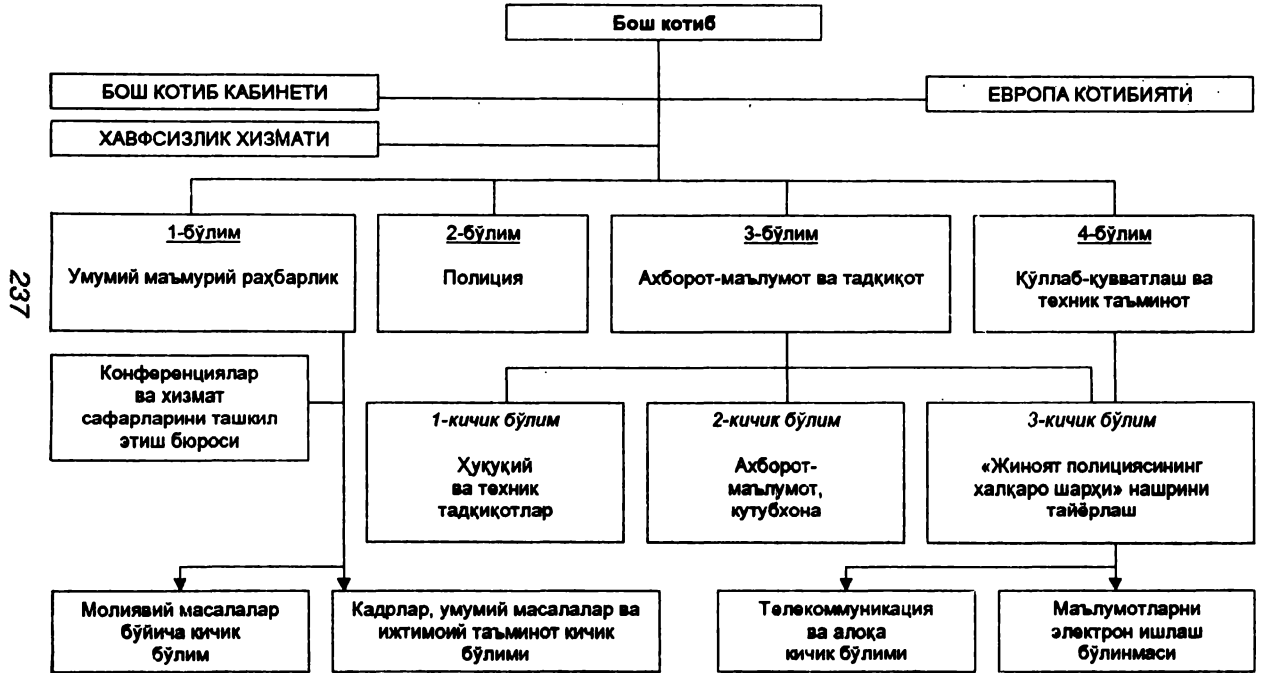 Бош котиб
БОШ КОТИБ КАБИНЕТИ
ЕВРОПА КОТИБИЯТИ
ХАВФСИЗЛИК ХИЗМАТИ
1-бўлим
Умумий маъмурий раҳбарлик
2-бўлим
Полиция
3-бўлим
Ахборот-маълумот ва тадқиқот
4-бўлим
Қўллаб-қувватлаш ва
техник таъминот
237
Конференциялар
ва хизмат
сафарларини ташкил
этиш бюроси
1-кичик бўлим
Ҳуқуқий
ва техник
тадқиқотлар
2-кичик бўлим
Ахборот-
маълумот,
кутубхона
3-кичик бўлим
«Жиноят полициясининг
халқаро шарҳи» нашрини
тайёрлаш
Молиявий масалалар
бўйича кичик
бўлим
Кадрлар, умумий масалалар ва
ижтимоий таъминот кичик
бўлими
Телекоммуникация
ва алоқа
кичик бўлими
Маълумотларни
электрон ишлаш
бўлинмаси